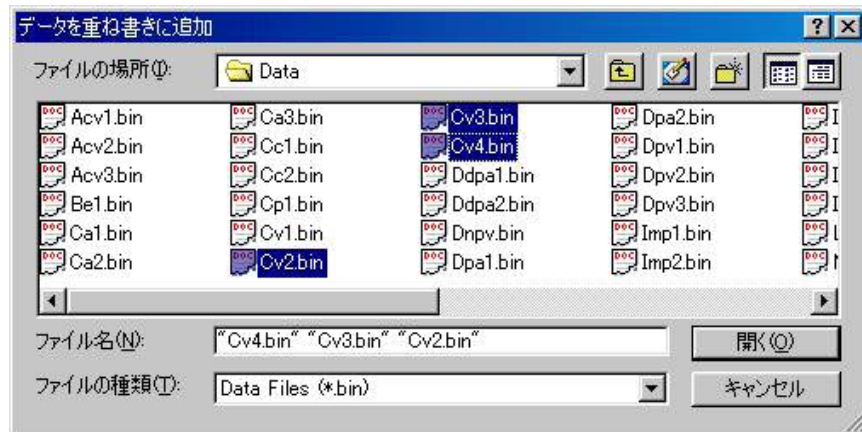 データを重ね書きに追加
ファイルの場所(I):
Data
Acv1.bin
Acv2.bin
Acv3.bin
Be1.bin
Ca1.bin
Ca2.bin
Ca3.bin
Cc1.bin
Cc2.bin
Cp1.bin
Cv1.bin
Cv2.bin
Cv3.bin
Cv4.bin
Ddpa1.bin
Ddpa2.bin
Dnpv.bin
Dpa1.bin
Dpa2.bin
Dpv1.bin
Dpv2.bin
Dpv3.bin
Imp1.bin
Imp2.bin
ファイル名(N):
"Cv4.bin" "Cv3.bin" "Cv2.bin"
開く(O)
ファイルの種類(T):
Data Files (*.bin)
キャンセル